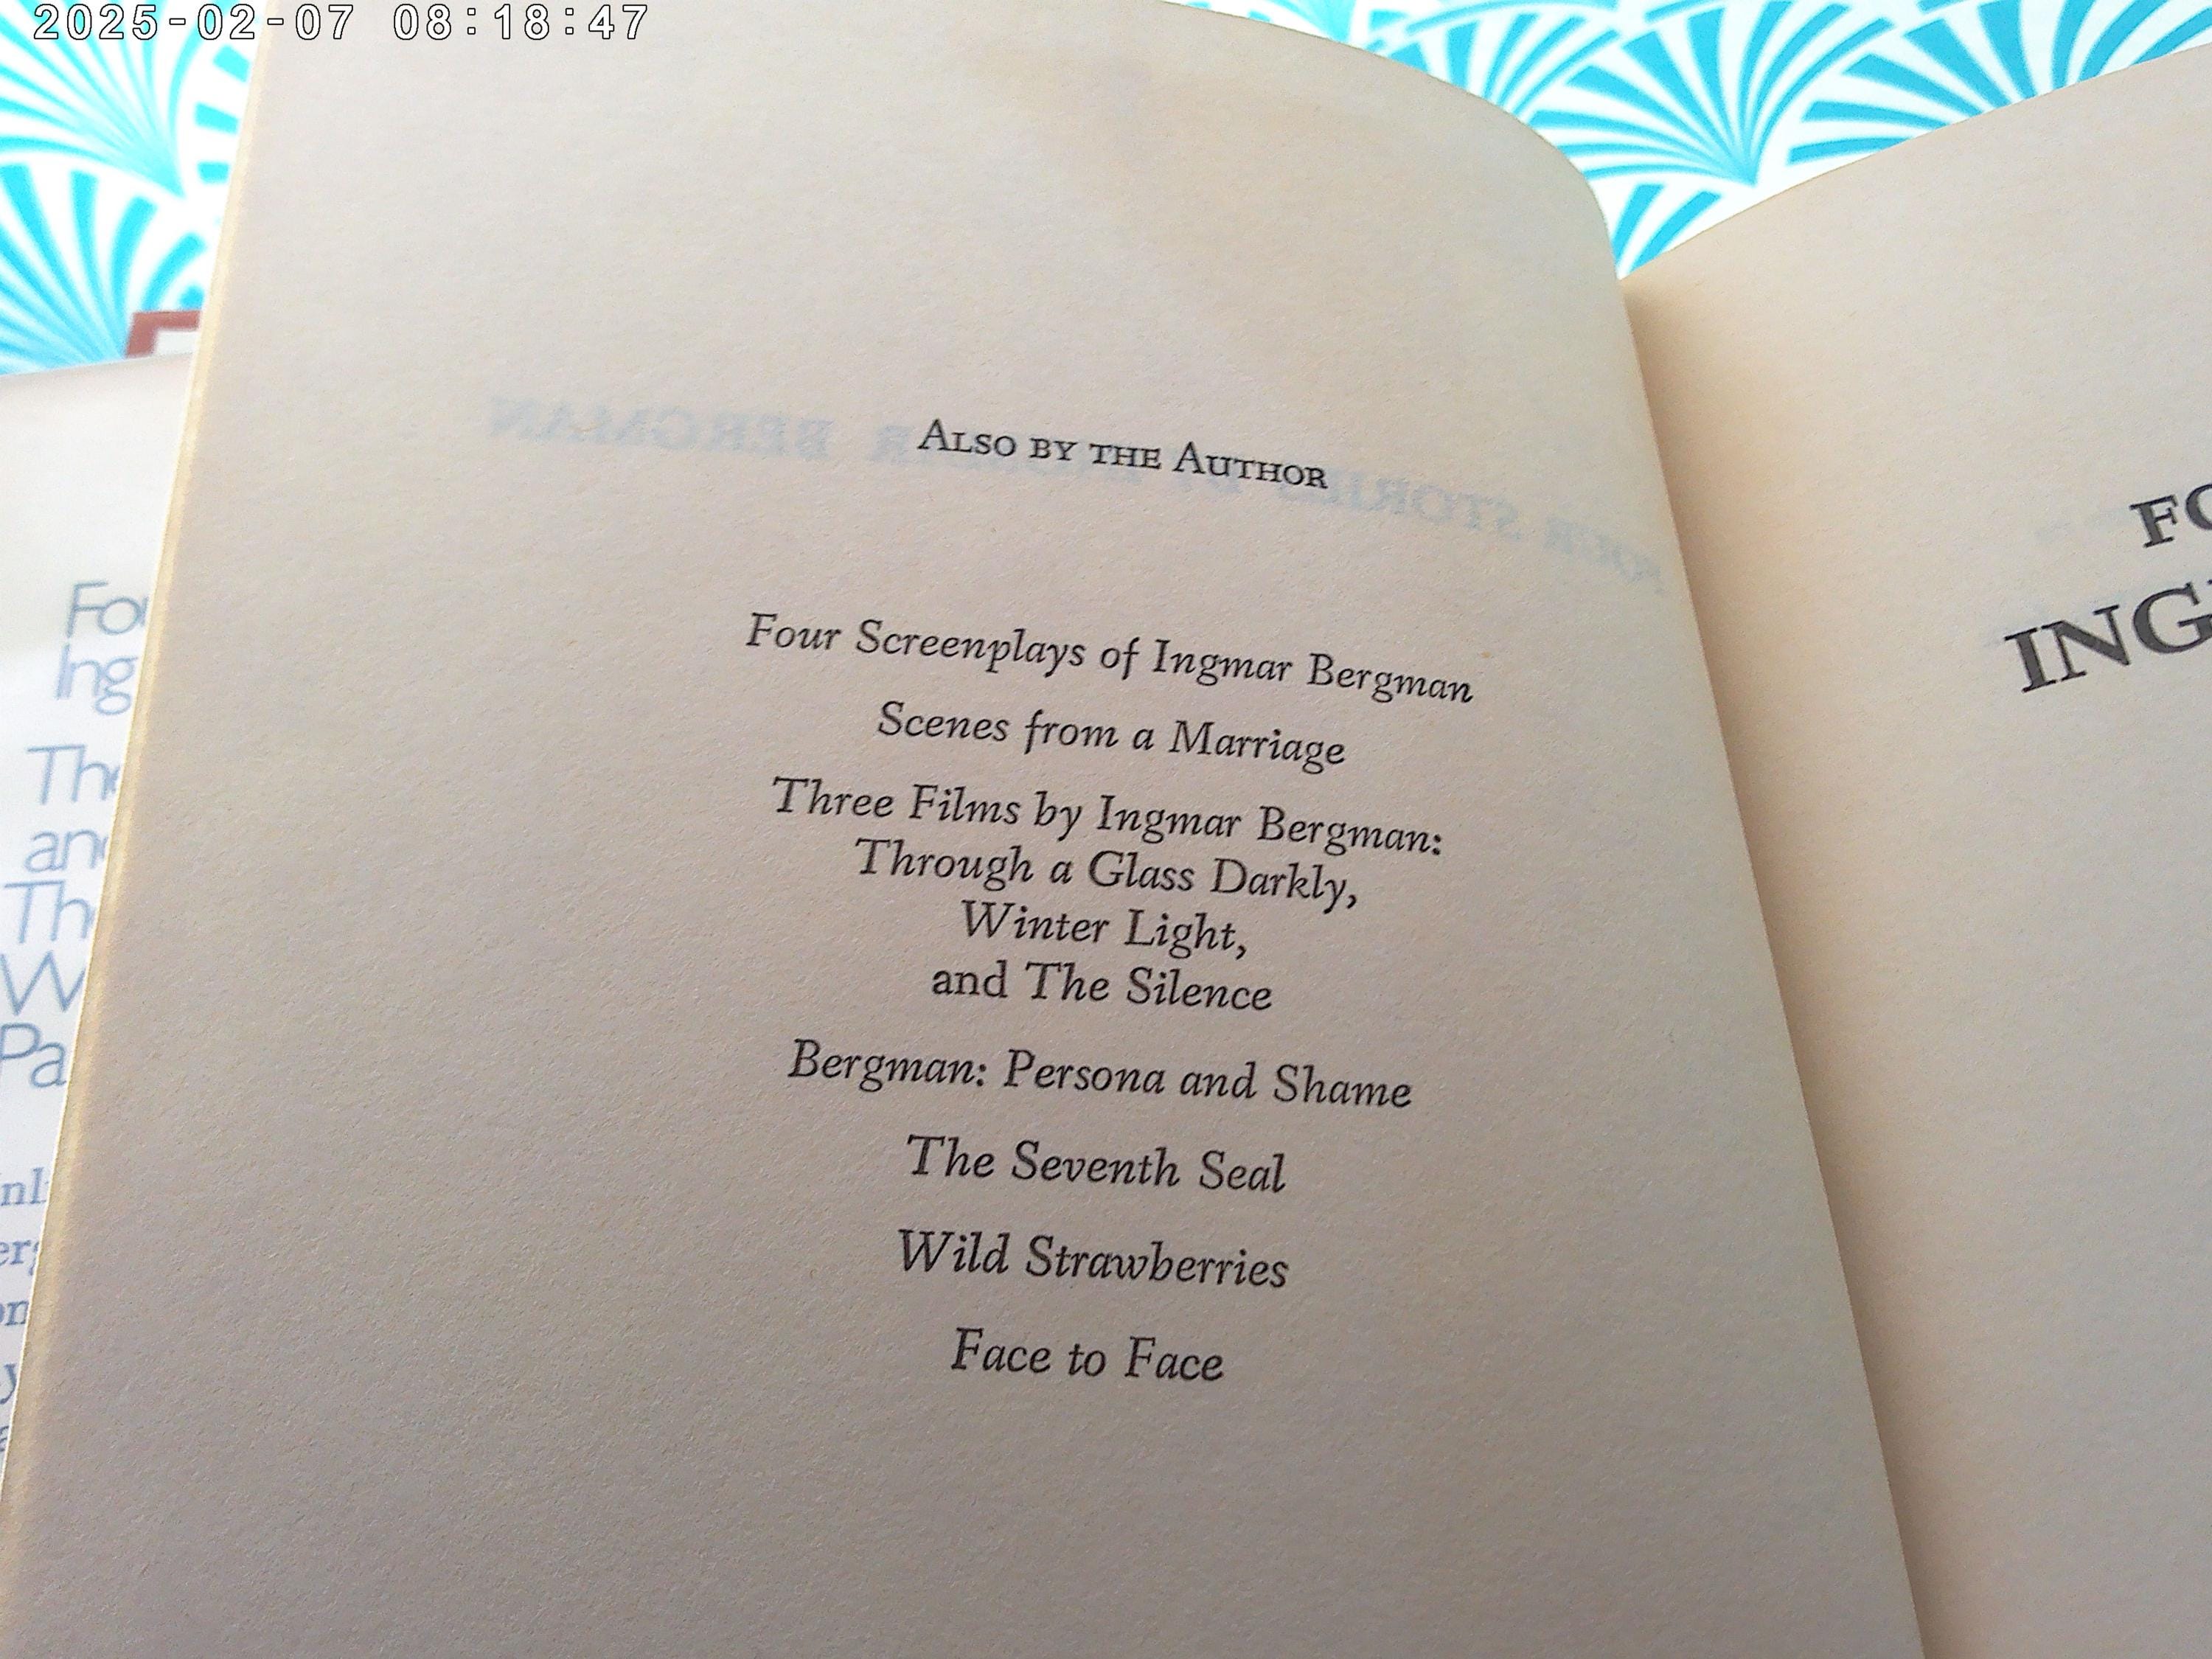 2025-02-07 08:18:47
ALSO BY THE AUTHOR
Four Screenplays of Ingmar Bergman
Scenes from a Marriage
Three Films by Ingmar Bergman:
Through a Glass Darkly,
Winter Light,
and The Silence
Bergman: Persona and Shame
The Seventh Seal
Wild Strawberries
Face to Face